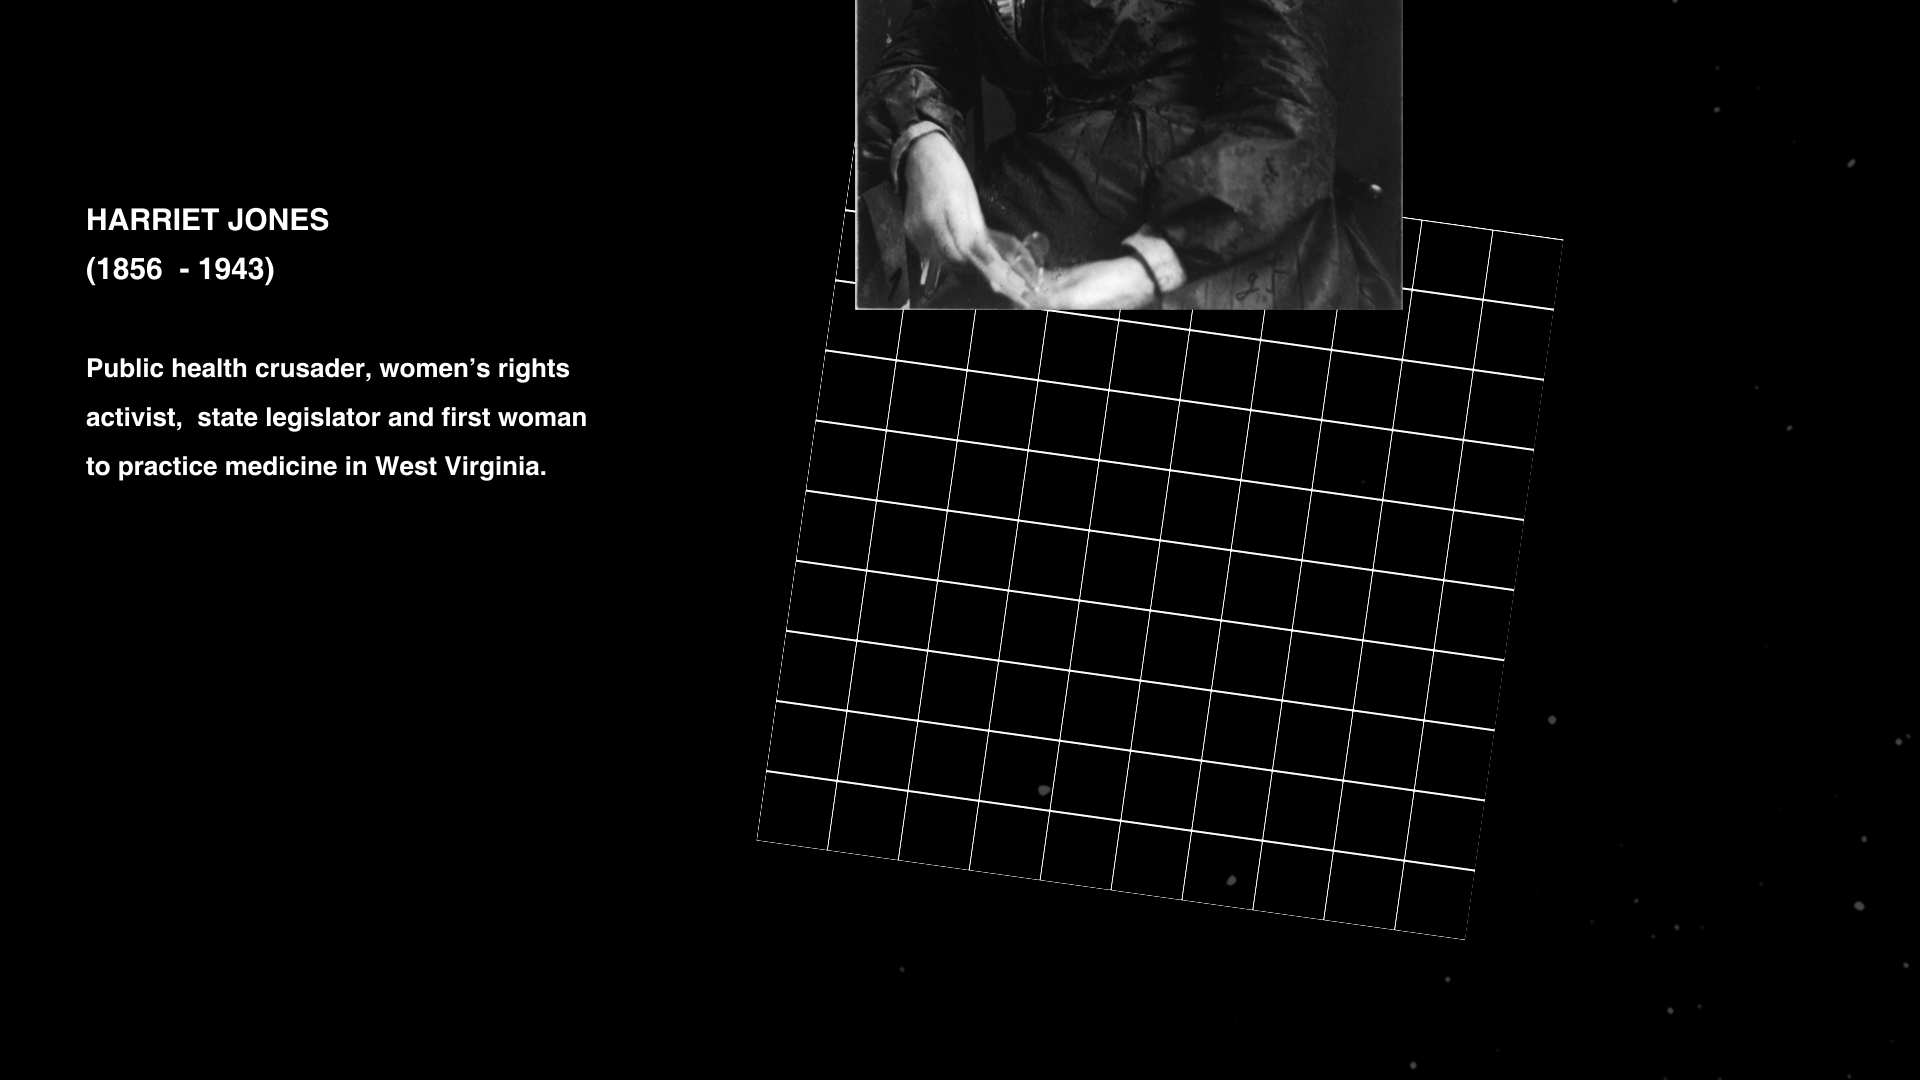 HARRIET JONES
(1856  - 1943)
Public health crusader, women’s rights
activist,  state legislator and first woman
to practice medicine in West Virginia.